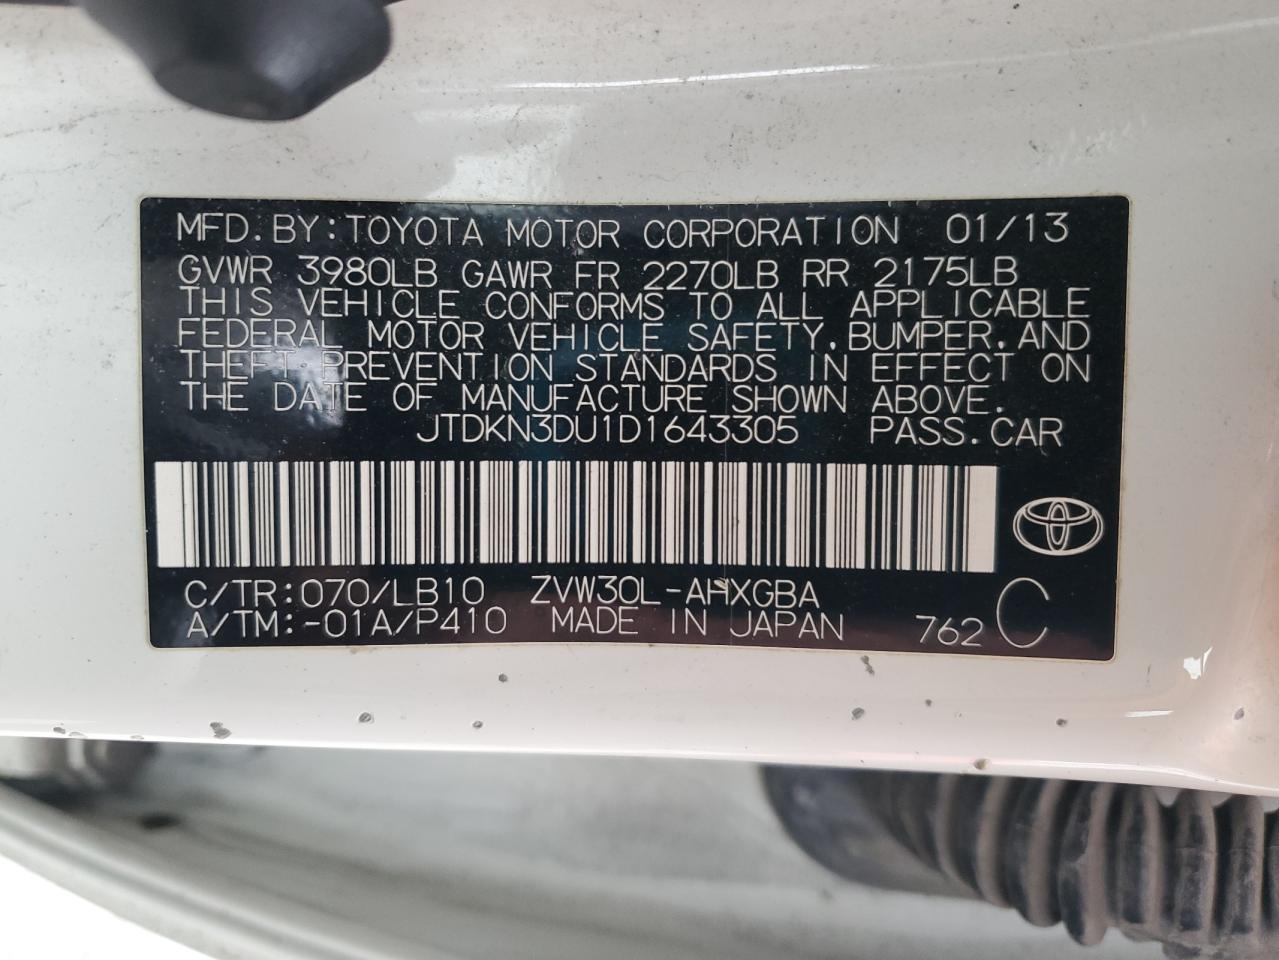 MFD.BY:TOYOTA MOTOR CORPORATION 01/13
GVWR 3980LB GAWR FR 2270LB RR 2175LB
THIS VEHICLE CONFORMS TO ALL APPLICABLE
FEDERAL MOTOR VEHICLE SAFETY,BUMPER,AND
THEFT PREVENTION STANDARDS IN EFFECT ON
THE DATE OF MANUFACTURE SHOWN ABOVE.
JTDKN3DU1D1643305 PASS.CAR
C/TR:070/LB10 ZVW30L-AHXGBA
A/TM:-01A/P410 MADE IN JAPAN 762 C